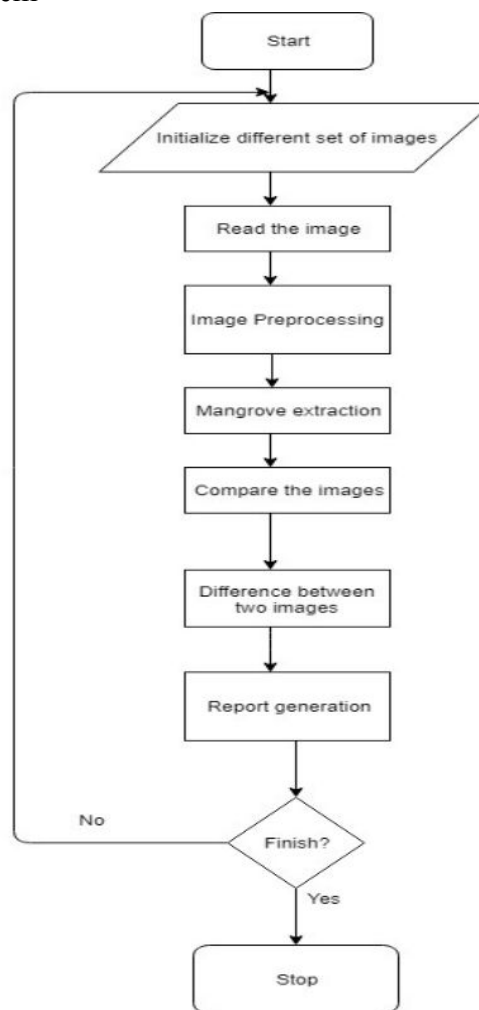 Start
Initialize different set of images
Read the image
Image Preprocessing
Mangrove extraction
Compare the images
Difference between
two images
Report generation
No
Finish?
Yes
Stop